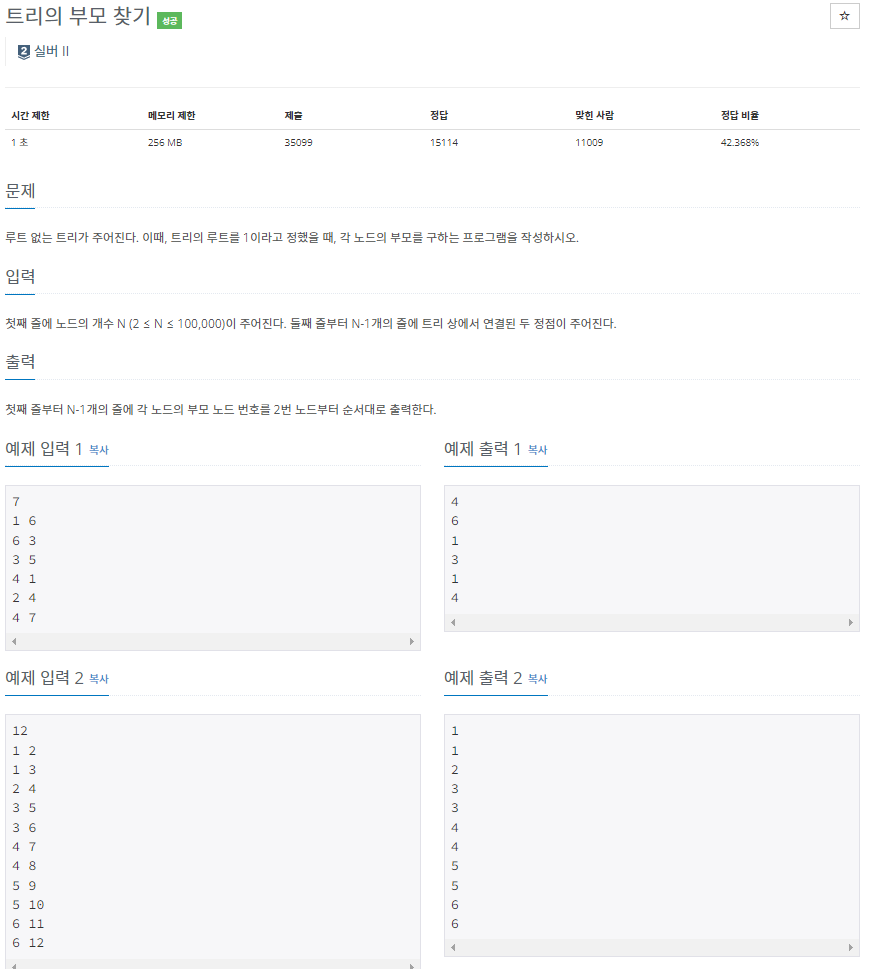 트리의 부모 찾기 성공
☆
2 실버 II
시간 제한 메모리 제한 제출 정답 맞힌 사람 정답 비율
1 초 256 MB 35099 15114 11009 42.368%
문제
루트 없는 트리가 주어진다. 이때, 트리의 루트를 1이라고 정했을 때, 각 노드의 부모를 구하는 프로그램을 작성하시오.
입력
첫째 줄에 노드의 개수 N (2 ≤ N ≤ 100,000)이 주어진다. 둘째 줄부터 N-1개의 줄에 트리 상에서 연결된 두 정점이 주어진다.
출력
첫째 줄부터 N-1개의 줄에 각 노드의 부모 노드 번호를 2번 노드부터 순서대로 출력한다.
예제 입력 1 복사
7
1 6
6 3
3 5
4 1
2 4
4 7
예제 출력 1 복사
4
6
1
3
1
4
예제 입력 2 복사
12
1 2
1 3
2 4
3 5
3 6
4 7
4 8
5 9
5 10
6 11
6 12
예제 출력 2 복사
1
1
2
3
3
4
4
5
5
6
6